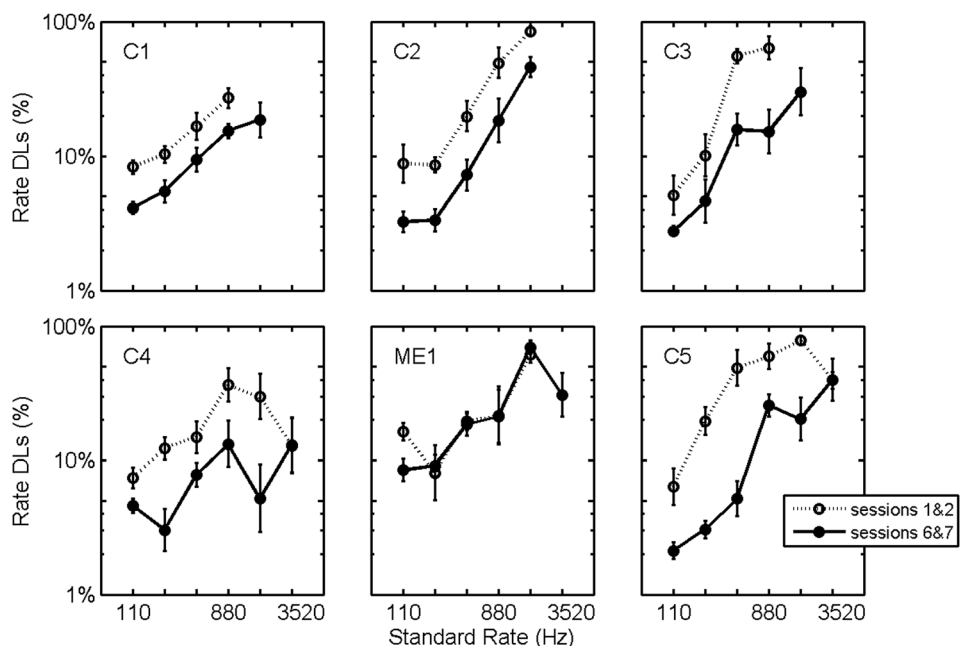 100%
C1
C2
C3
Rate DLs (%)
10%
1%
100%
C4
ME1
C5
Rate DLs (%)
10%
sessions 1&2
sessions 6&7
1%
110 880 3520 110 880 3520 110 880 3520
Standard Rate (Hz)